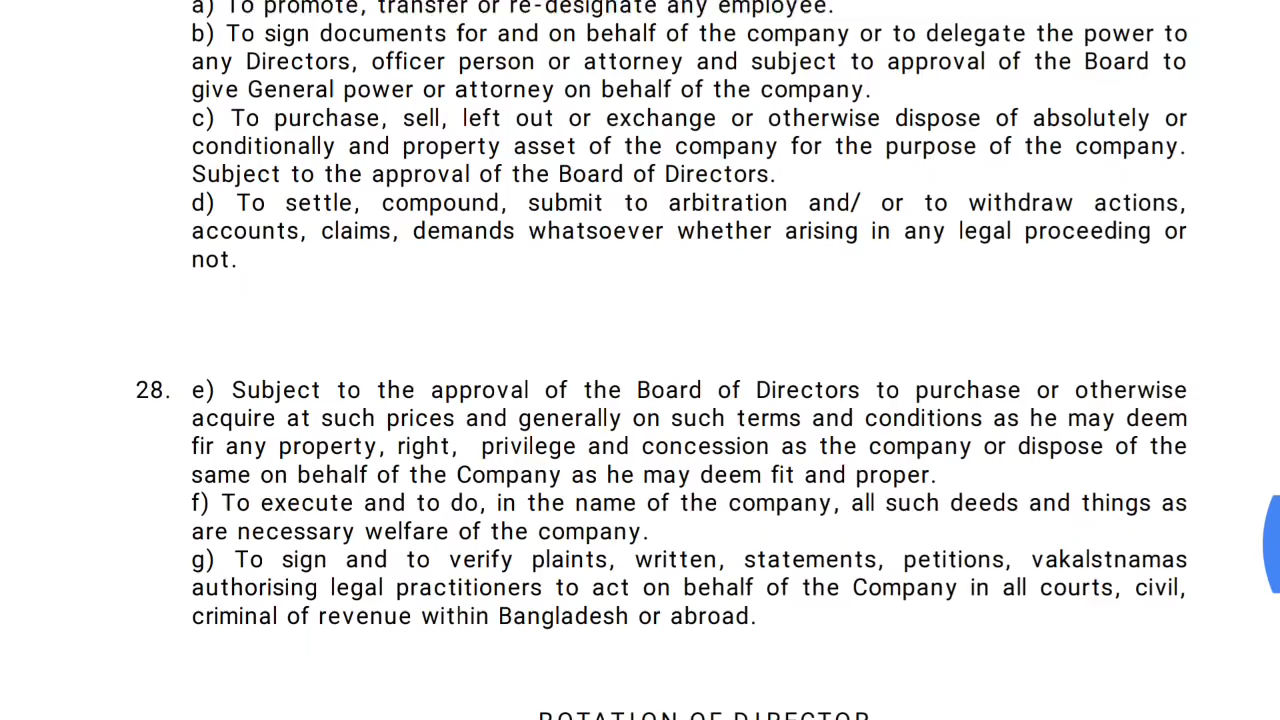 a) To promote, transfer or re-designate any employee.
b) To sign documents for and on behalf of the company or to delegate the power to
any Directors, officer person or attorney and subject to approval of the Board to
give General power or attorney on behalf of the company.
c) To purchase, sell, left out or exchange or otherwise dispose of absolutely or
conditionally and property asset of the company for the purpose of the company.
Subject to the approval of the Board of Directors.
d) To settle, compound, submit to arbitration and/ or to withdraw actions,
accounts, claims, demands whatsoever whether arising in any legal proceeding or
not.
28. e) Subject to the approval of the Board of Directors to purchase or otherwise
acquire at such prices and generally on such terms and conditions as he may deem
fir any property, right, privilege and concession as the company or dispose of the
same on behalf of the Company as he may deem fit and proper.
f) To execute and to do, in the name of the company, all such deeds and things as
are necessary welfare of the company.
g) To sign and to verify plaints, written, statements, petitions, vakalstnamas
authorising legal practitioners to act on behalf of the Company in all courts, civil,
criminal of revenue within Bangladesh or abroad.
ROTATION OF DIRECTOR